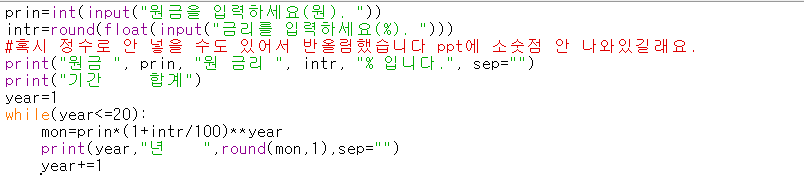 prin=int(input("원금을 입력하세요(원). "))
intr=round(float(input("금리를 입력하세요(%). ")))
#혹시 정수로 안 넣을 수도 있어서 반올림했습니다 ppt에 소숫점 안 나와있길래요.
print("원금 ", prin, "원 금리 ", intr, "% 입니다.", sep="")
print("기간     합계")
year=1
while(year<=20):
    mon=prin*(1+intr/100)**year
    print(year,"년    ",round(mon,1),sep="")
    year+=1